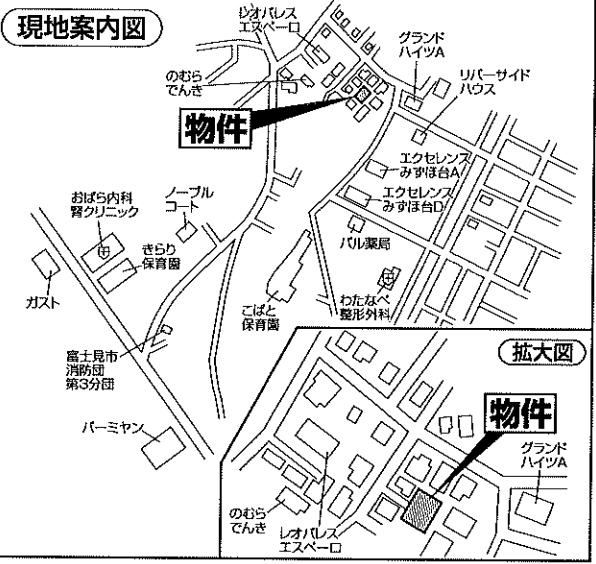 現地案内図
レオパレス
エスペーロ
グランド
ハイツA
のむら
でんき
リバーサイド
ハウス
物件
エクセレンス
みずほ台A
エクセレンス
みずほ台D
おばら内科
腎クリニック
ノーブル
コート
パル薬局
きらり
保育園
ガスト
こばと
保育園
わたなべ
整形外科
富士見市
消防団
第3分団
バーミヤン
拡大図
物件
グランド
ハイツA
のむら
でんき
レオパレス
エスペーロ